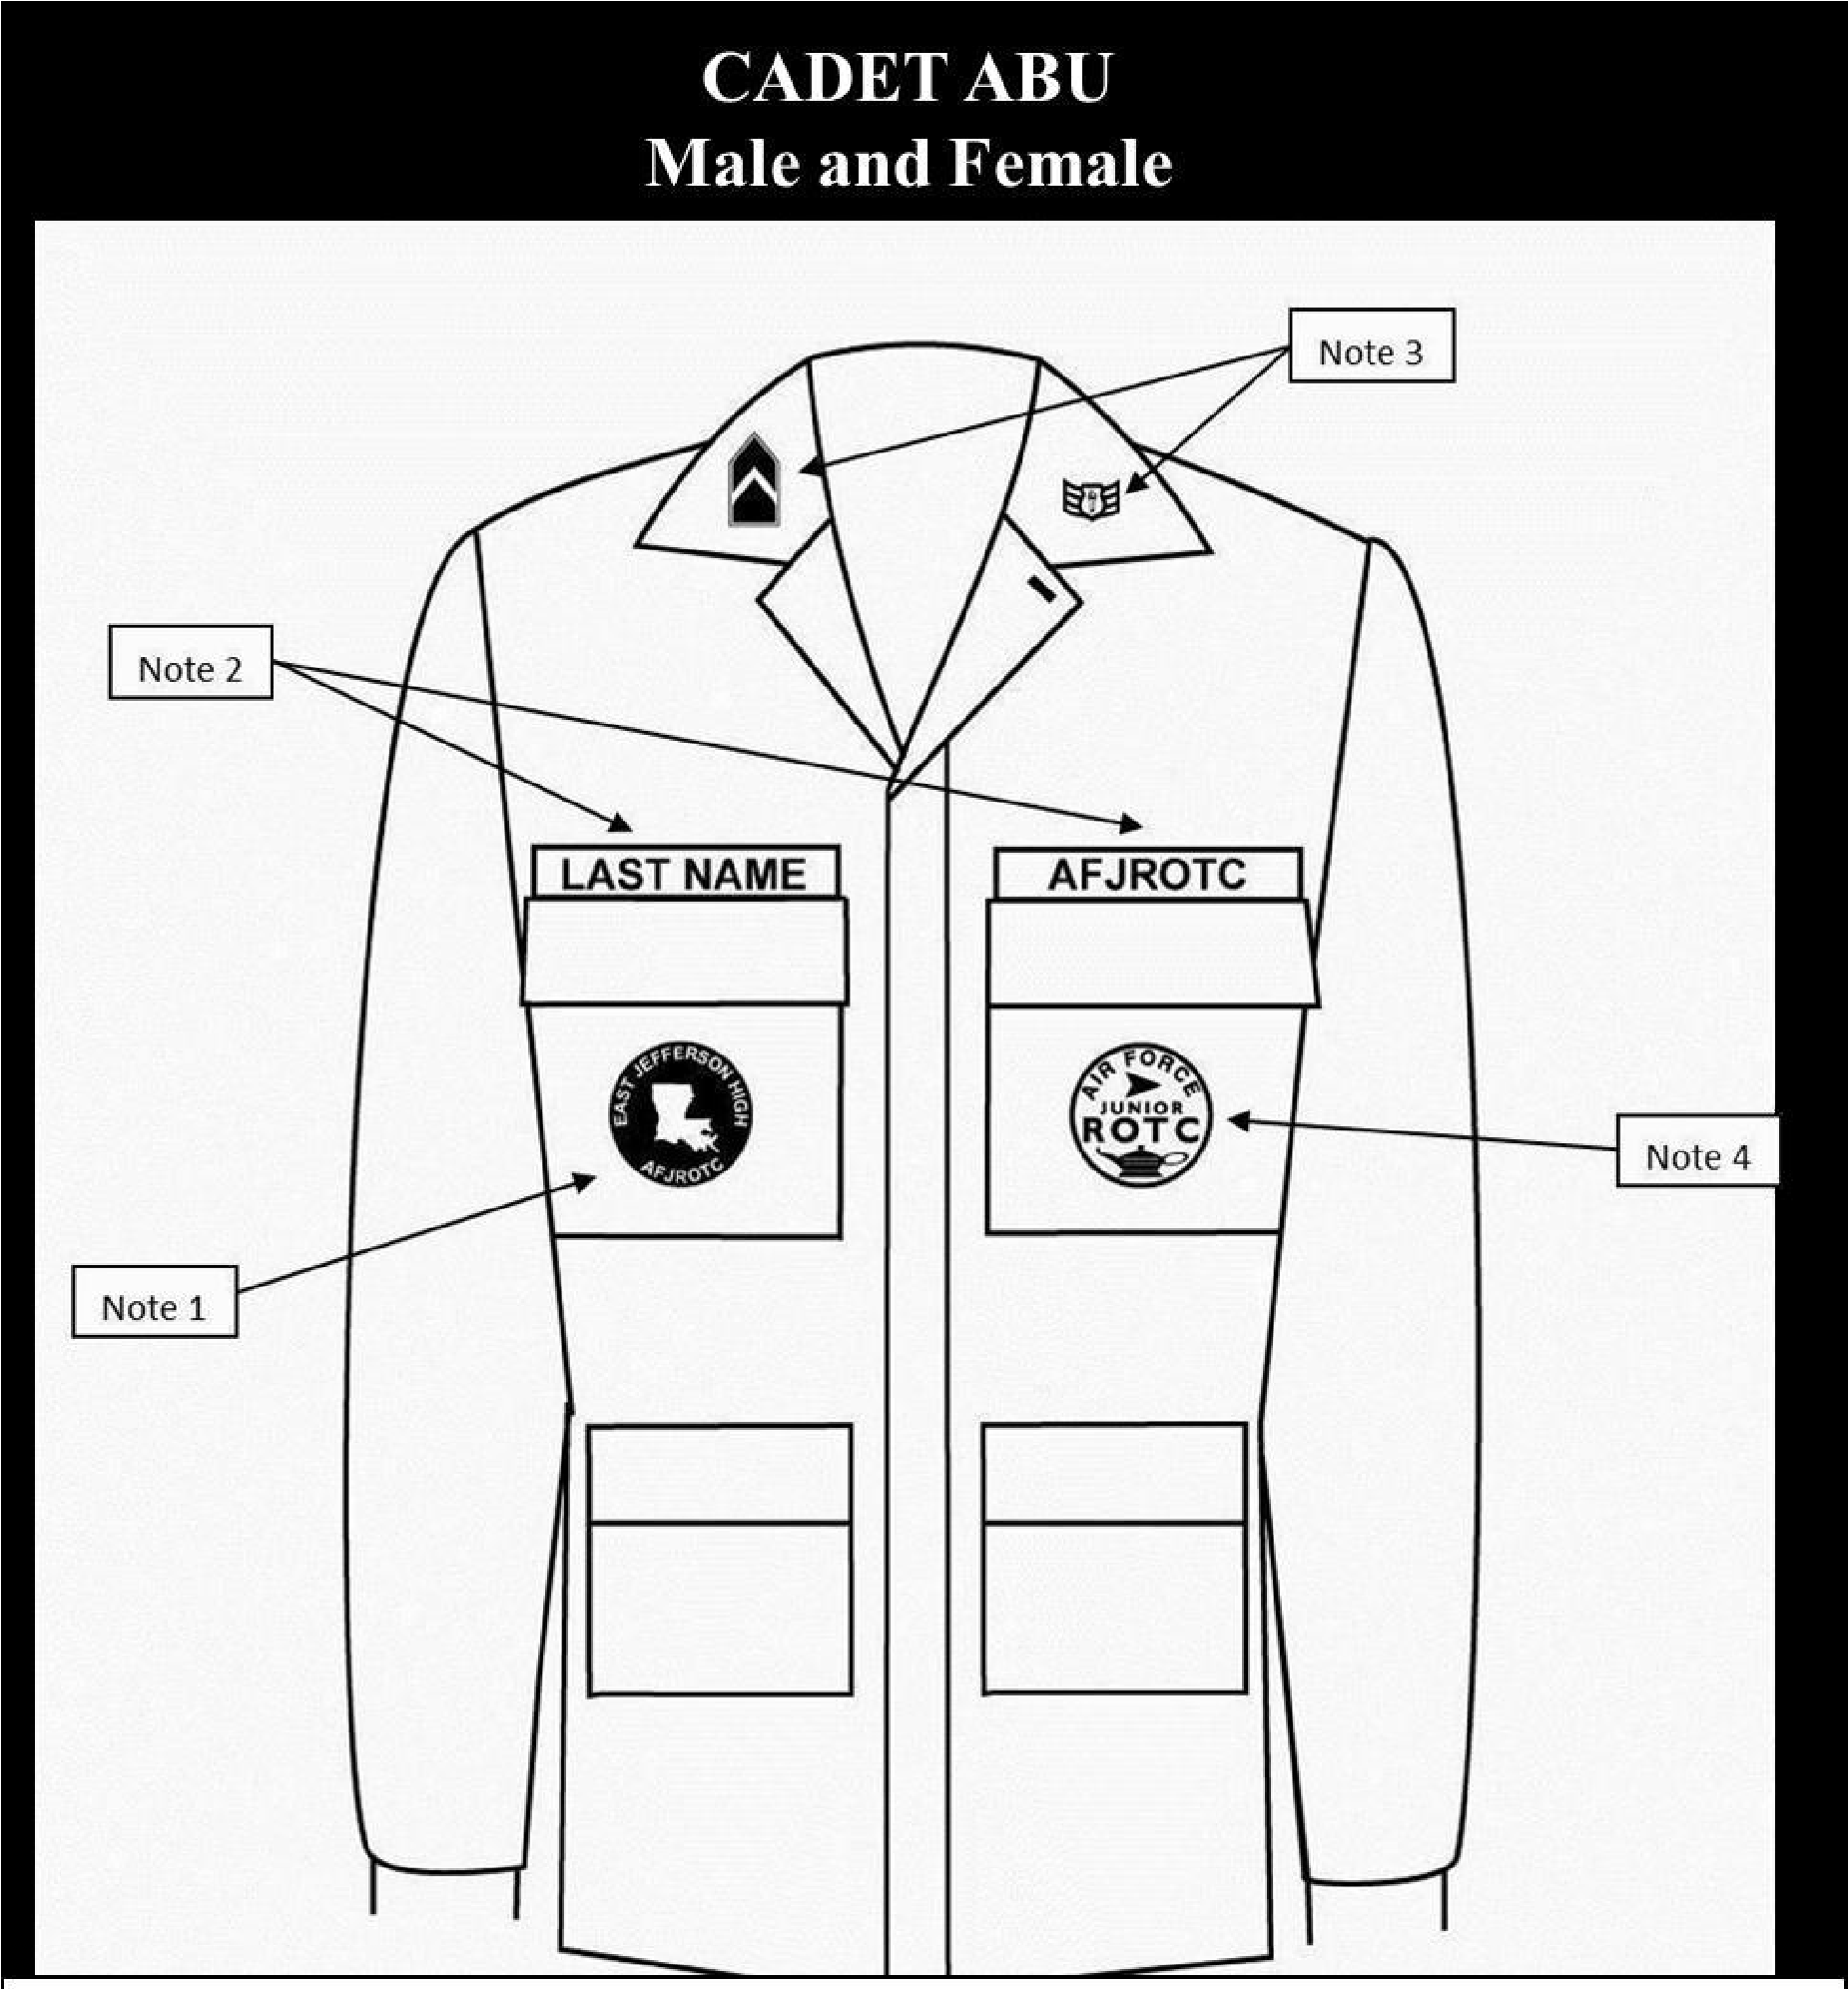 CADET ABU
Male and Female
Note 3
Note 2
LAST NAME
AFJROTC
EAST JEFFERSON HIGH
AFJROTC
AIR FORCE
JUNIOR
ROTC
Note 4
Note 1